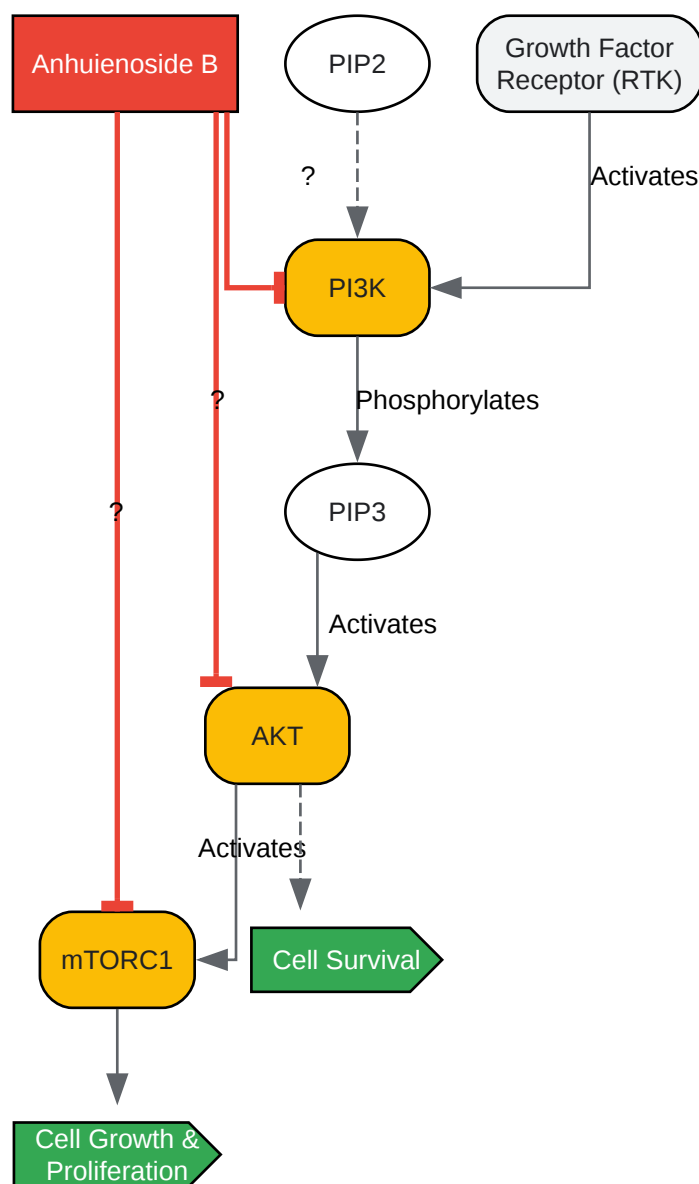 Anhuienoside B
PIP2
Growth Factor
Receptor (RTK)
?
Activates
PI3K
?
Phosphorylates
?
PIP3
Activates
AKT
Activates
mTORC1
Cell Survival
Cell Growth &
Proliferation